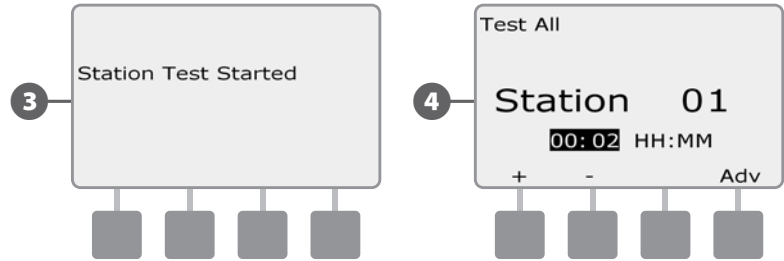 3
Station Test Started
4
Test All
Station 01
00:02 HH:MM
+ - Adv